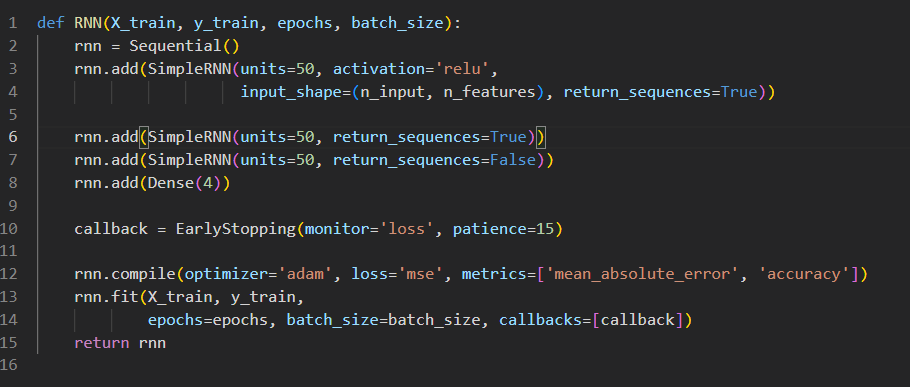 1 def RNN(X_train, y_train, epochs, batch_size):
2     rnn = Sequential()
3     rnn.add(SimpleRNN(units=50, activation='relu',
4                       input_shape=(n_input, n_features), return_sequences=True))
5
6     rnn.add(SimpleRNN(units=50, return_sequences=True))
7     rnn.add(SimpleRNN(units=50, return_sequences=False))
8     rnn.add(Dense(4))
9
10     callback = EarlyStopping(monitor='loss', patience=15)
11
12     rnn.compile(optimizer='adam', loss='mse', metrics=['mean_absolute_error', 'accuracy'])
13     rnn.fit(X_train, y_train,
14             epochs=epochs, batch_size=batch_size, callbacks=[callback])
15     return rnn
16